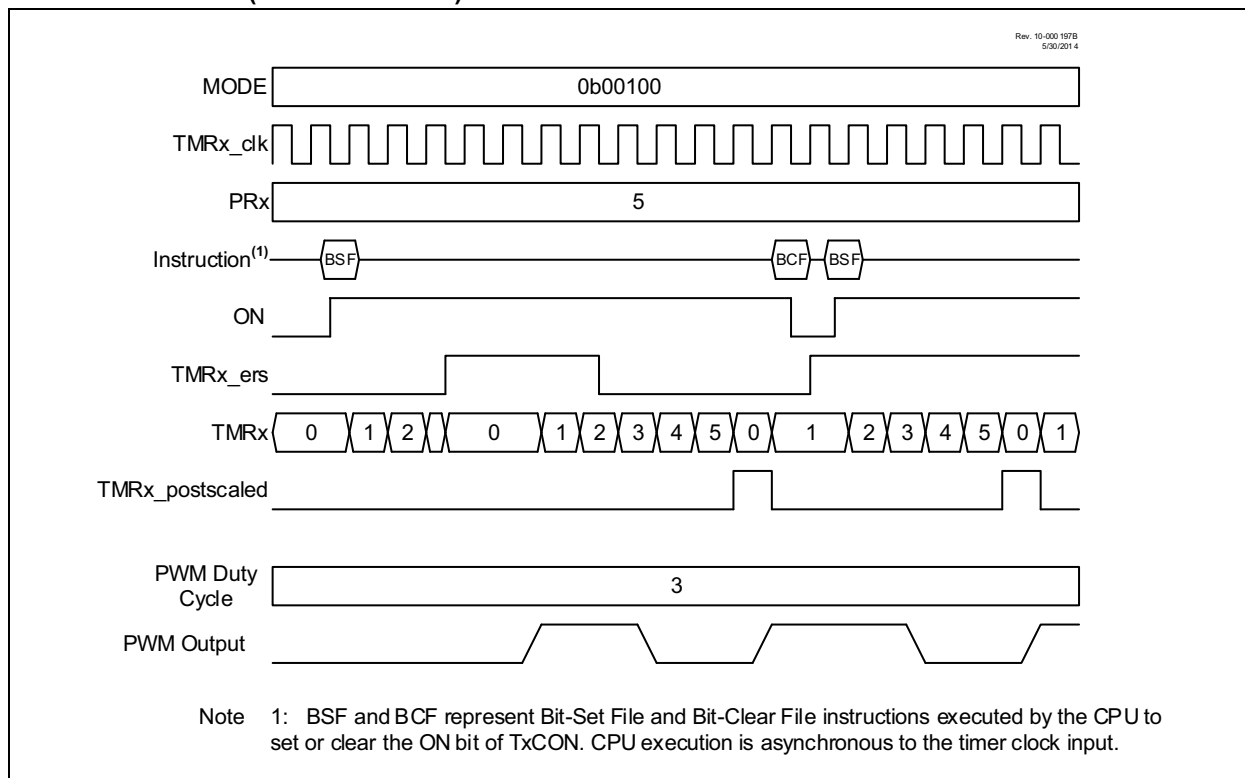 Rev. 10-000 197B
5/30/201 4
MODE 0b00100
TMRx_clk
PRx 5
Instruction(1) BSF BCF BSF
ON
TMRx_ers
TMRx 0 1 2 0 1 2 3 4 5 0 1 2 3 4 5 0 1
TMRx_postscaled
PWM Duty
Cycle 3
PWM Output
Note 1: BSF and BCF represent Bit-Set File and Bit-Clear File instructions executed by the CPU to
set or clear the ON bit of TxCON. CPU execution is asynchronous to the timer clock input.